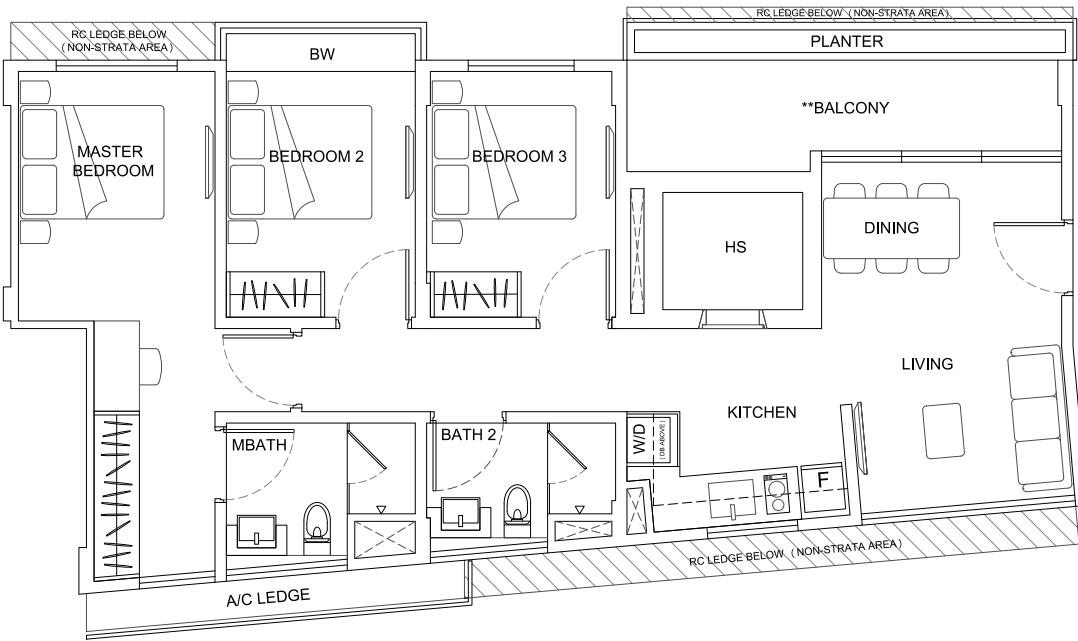 RC LEDGE BELOW
( NON-STRATA AREA )
RC LEDGE BELOW ( NON-STRATA AREA )
BW
PLANTER
**BALCONY
MASTER
BEDROOM
BEDROOM 2
BEDROOM 3
HS
DINING
LIVING
KITCHEN
MBATH
BATH 2
W/D
( DB ABOVE )
F
RC LEDGE BELOW ( NON-STRATA AREA )
A/C LEDGE